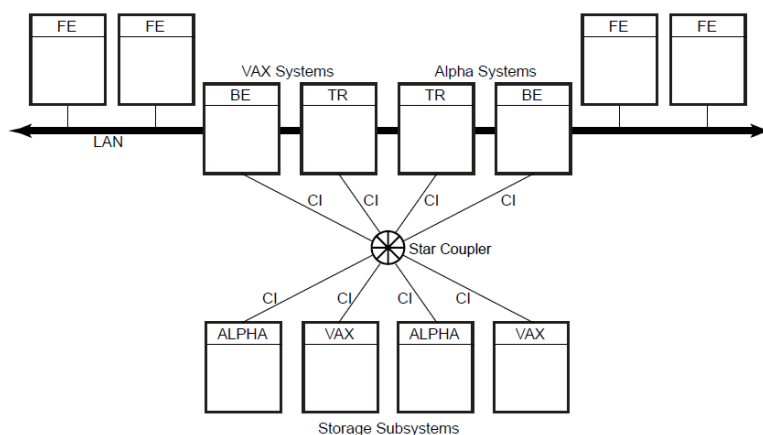 FE
FE
FE
FE
VAX Systems
Alpha Systems
BE
TR
TR
BE
LAN
CI
CI
CI
CI
Star Coupler
CI
CI
CI
CI
ALPHA
VAX
ALPHA
VAX
Storage Subsystems